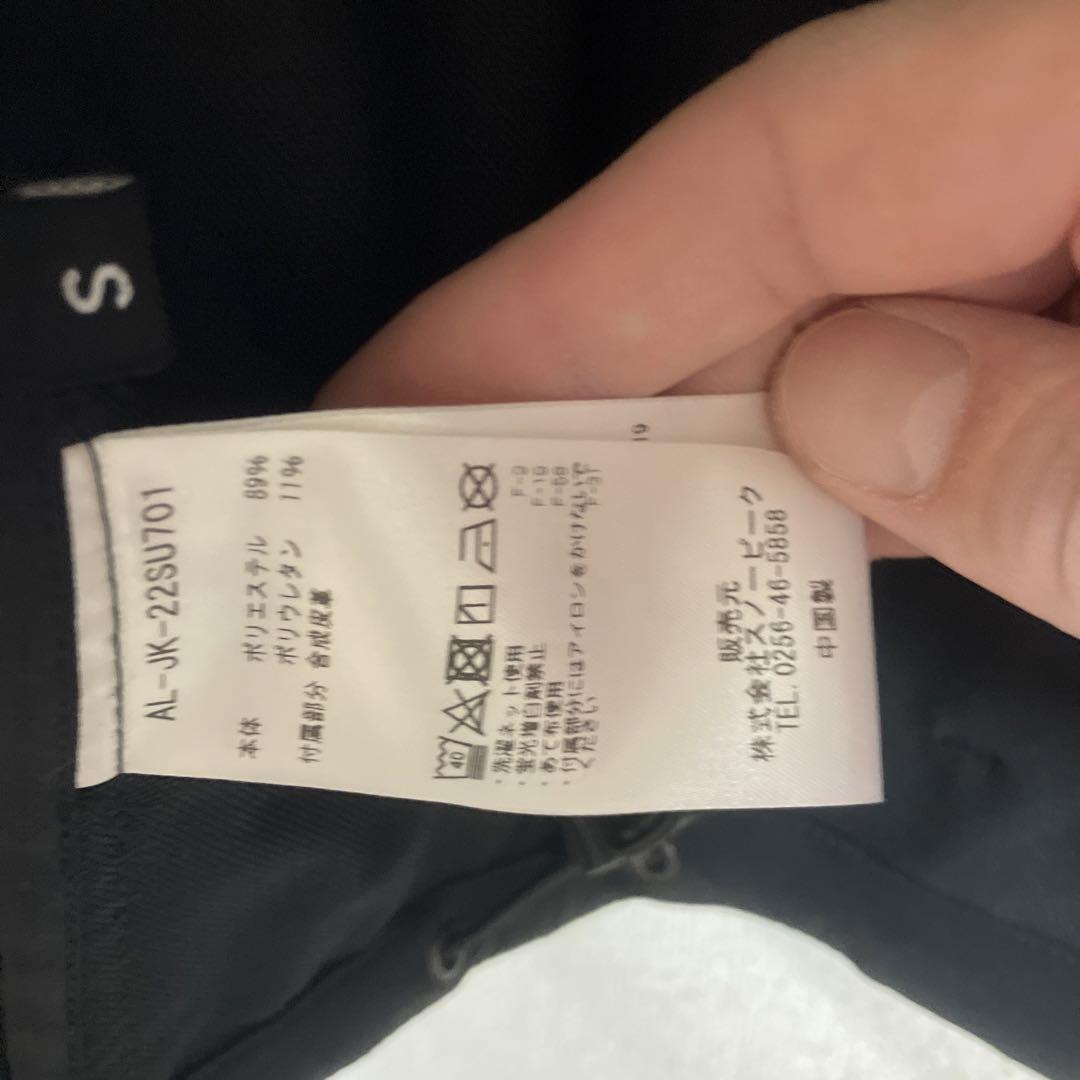 S
AL-JK-22SU701
本体 ポリエステル 89%
ポリウレタン 11%
付属部分 合成皮革
40
・洗濯ネット使用
・蛍光増白剤禁止
・あて布使用
・付属部分にはアイロンをかけないで
ください
F=0
F=10
19
販売元
株式会社スノーピーク
TEL. 0256-46-5858
中国製